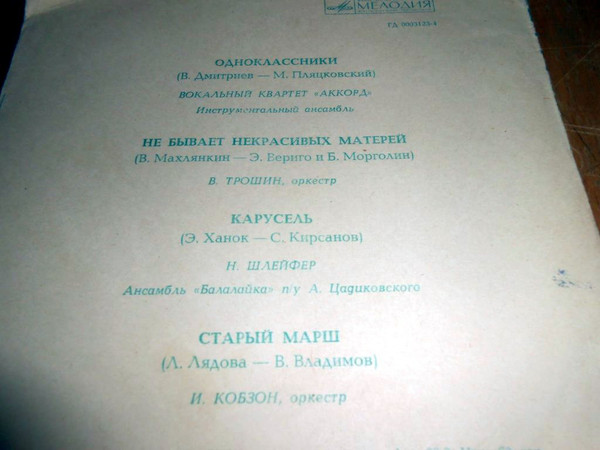 МЕЛОДИЯ
ОДНОКЛАССНИКИ
(В. Дмитриев — М. Пляцковский)
ВОКАЛЬНЫЙ КВАРТЕТ «АККОРД»
Инструментальный ансамбль
НЕ БЫВАЕТ НЕКРАСИВЫХ МАТЕРЕЙ
(В. Махлянкин — Э. Вериго и Б. Морголин)
В. ТРОШИН, оркестр
КАРУСЕЛЬ
(Э. Ханок — С. Кирсанов)
Н. ШЛЕЙФЕР
Ансамбль «Балалайка» п/у А. Цадиковского
СТАРЫЙ МАРШ
(Л. Лядова — В. Владимов)
И. КОБЗОН, оркестр